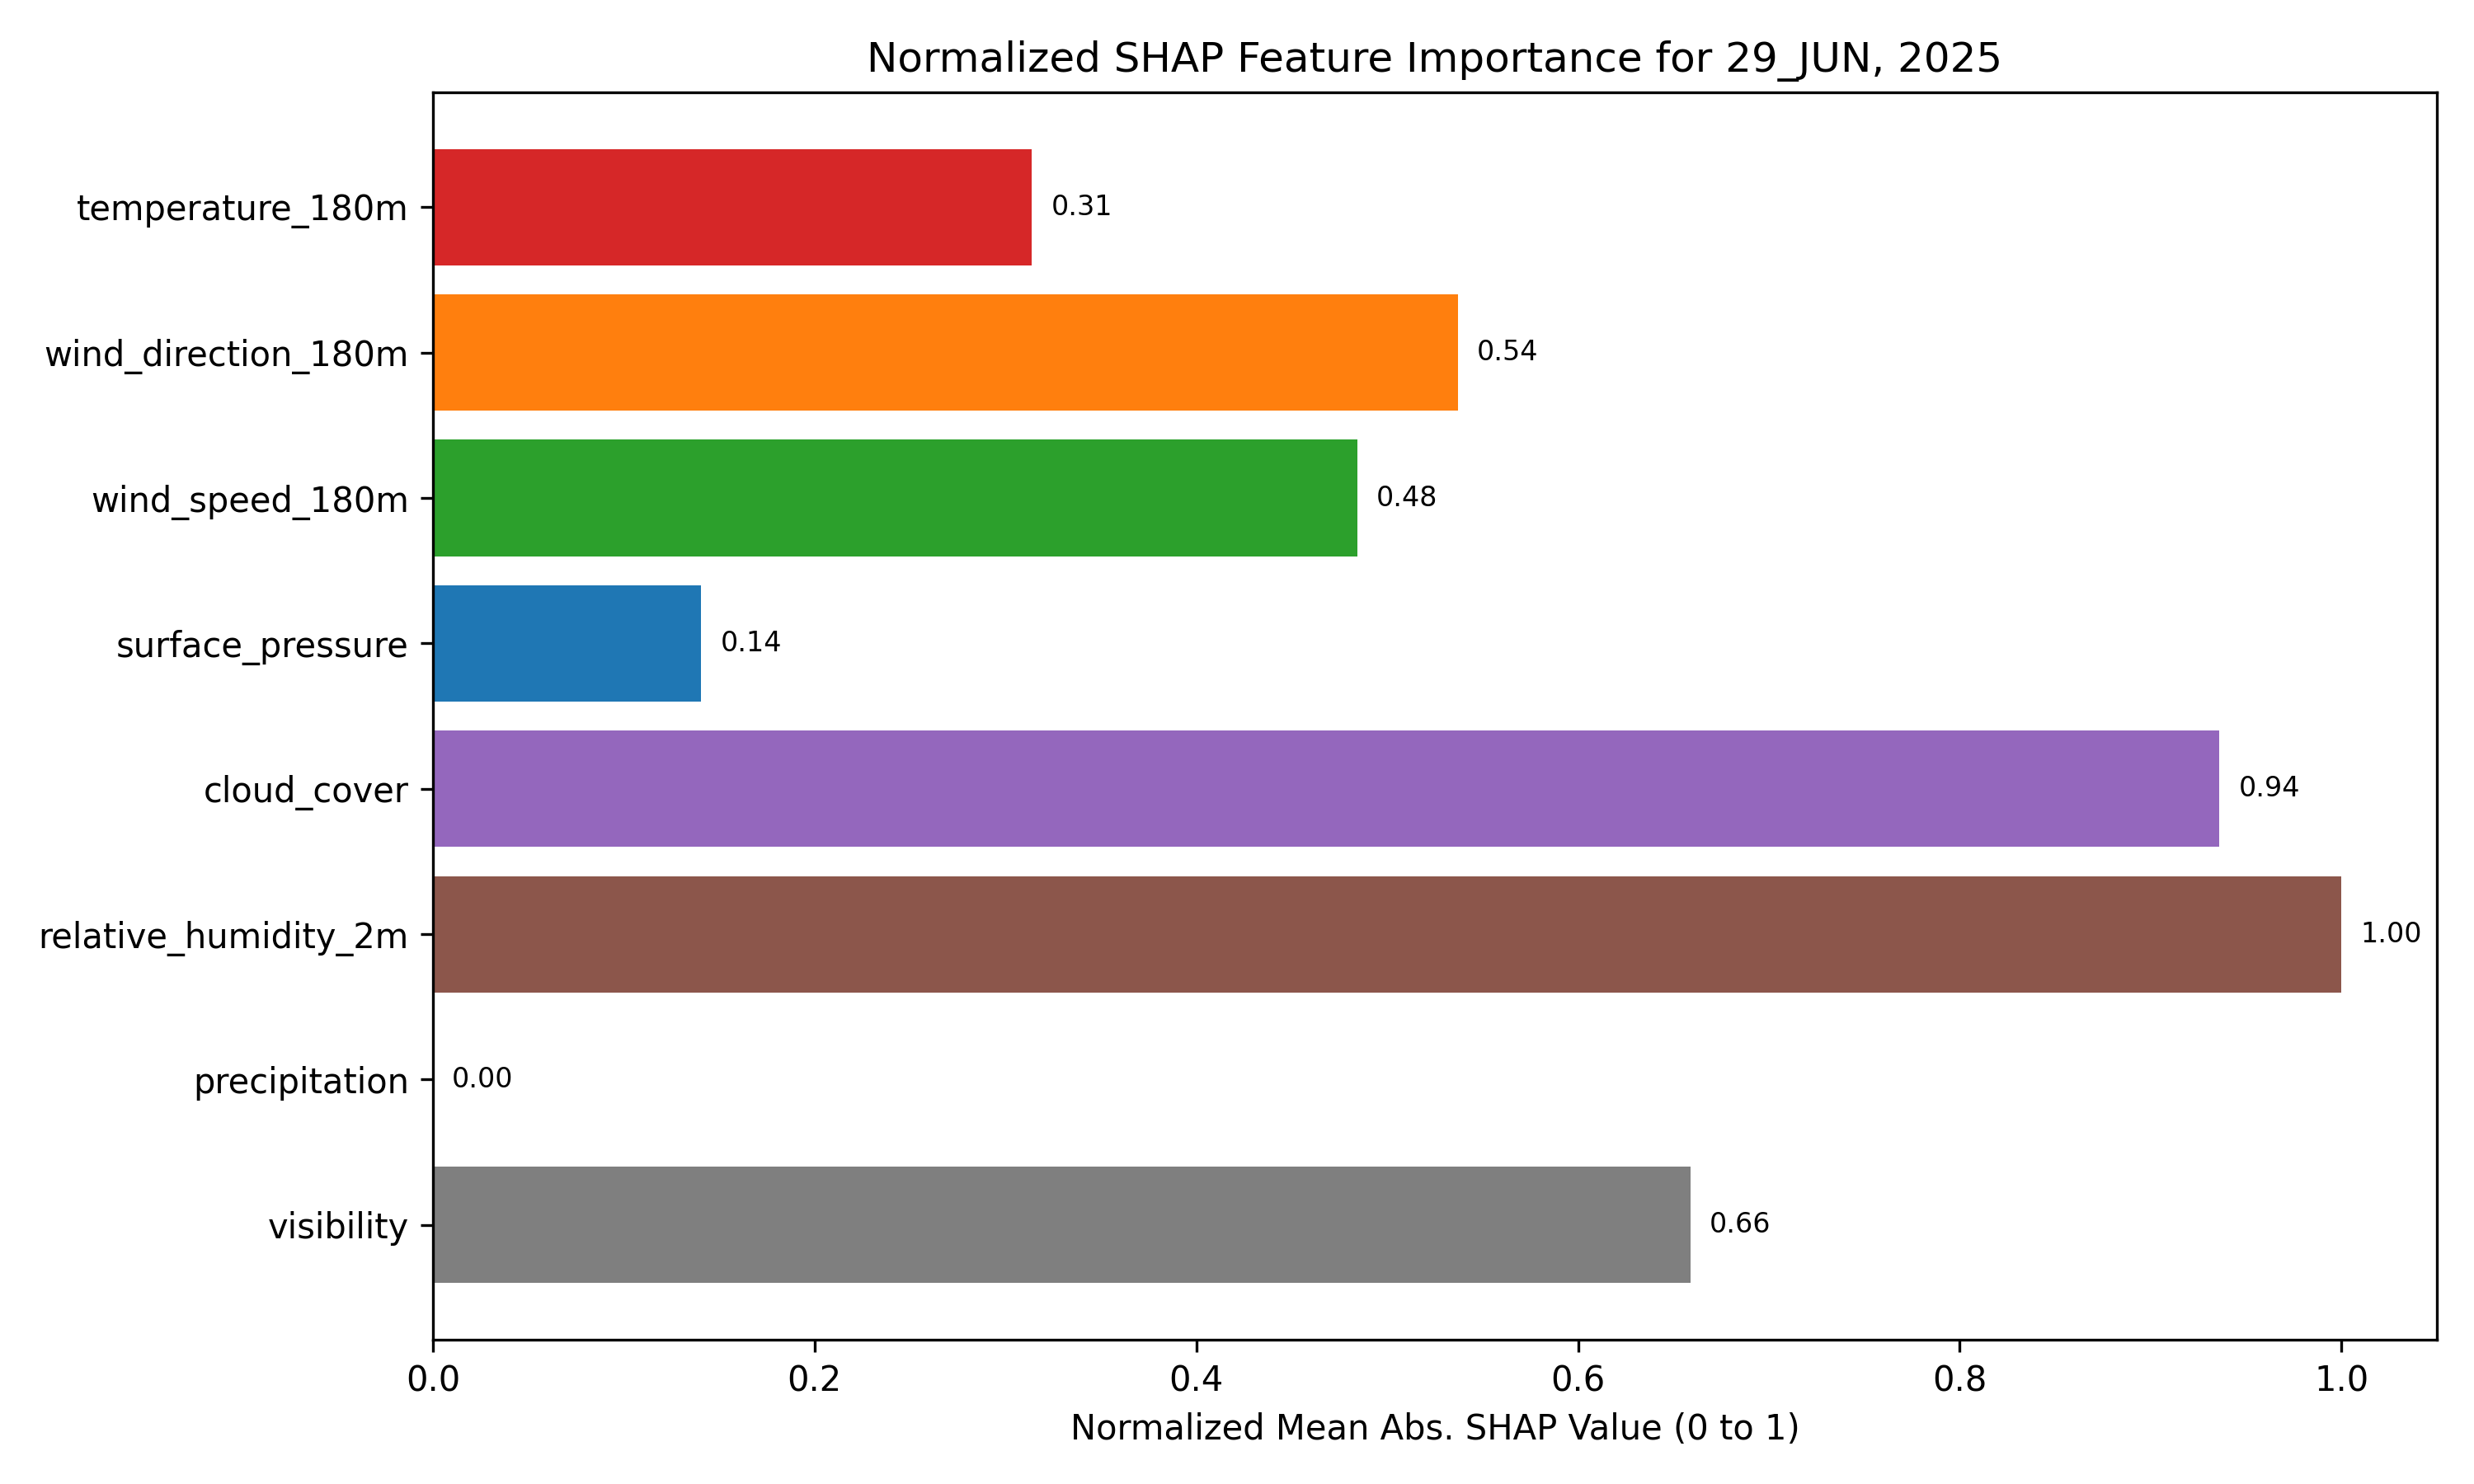 Normalized SHAP Feature Importance for 29_JUN, 2025
temperature_180m 0.31
wind_direction_180m 0.54
wind_speed_180m 0.48
surface_pressure 0.14
cloud_cover 0.94
relative_humidity_2m 1.00
precipitation 0.00
visibility 0.66
0.0 0.2 0.4 0.6 0.8 1.0
Normalized Mean Abs. SHAP Value (0 to 1)